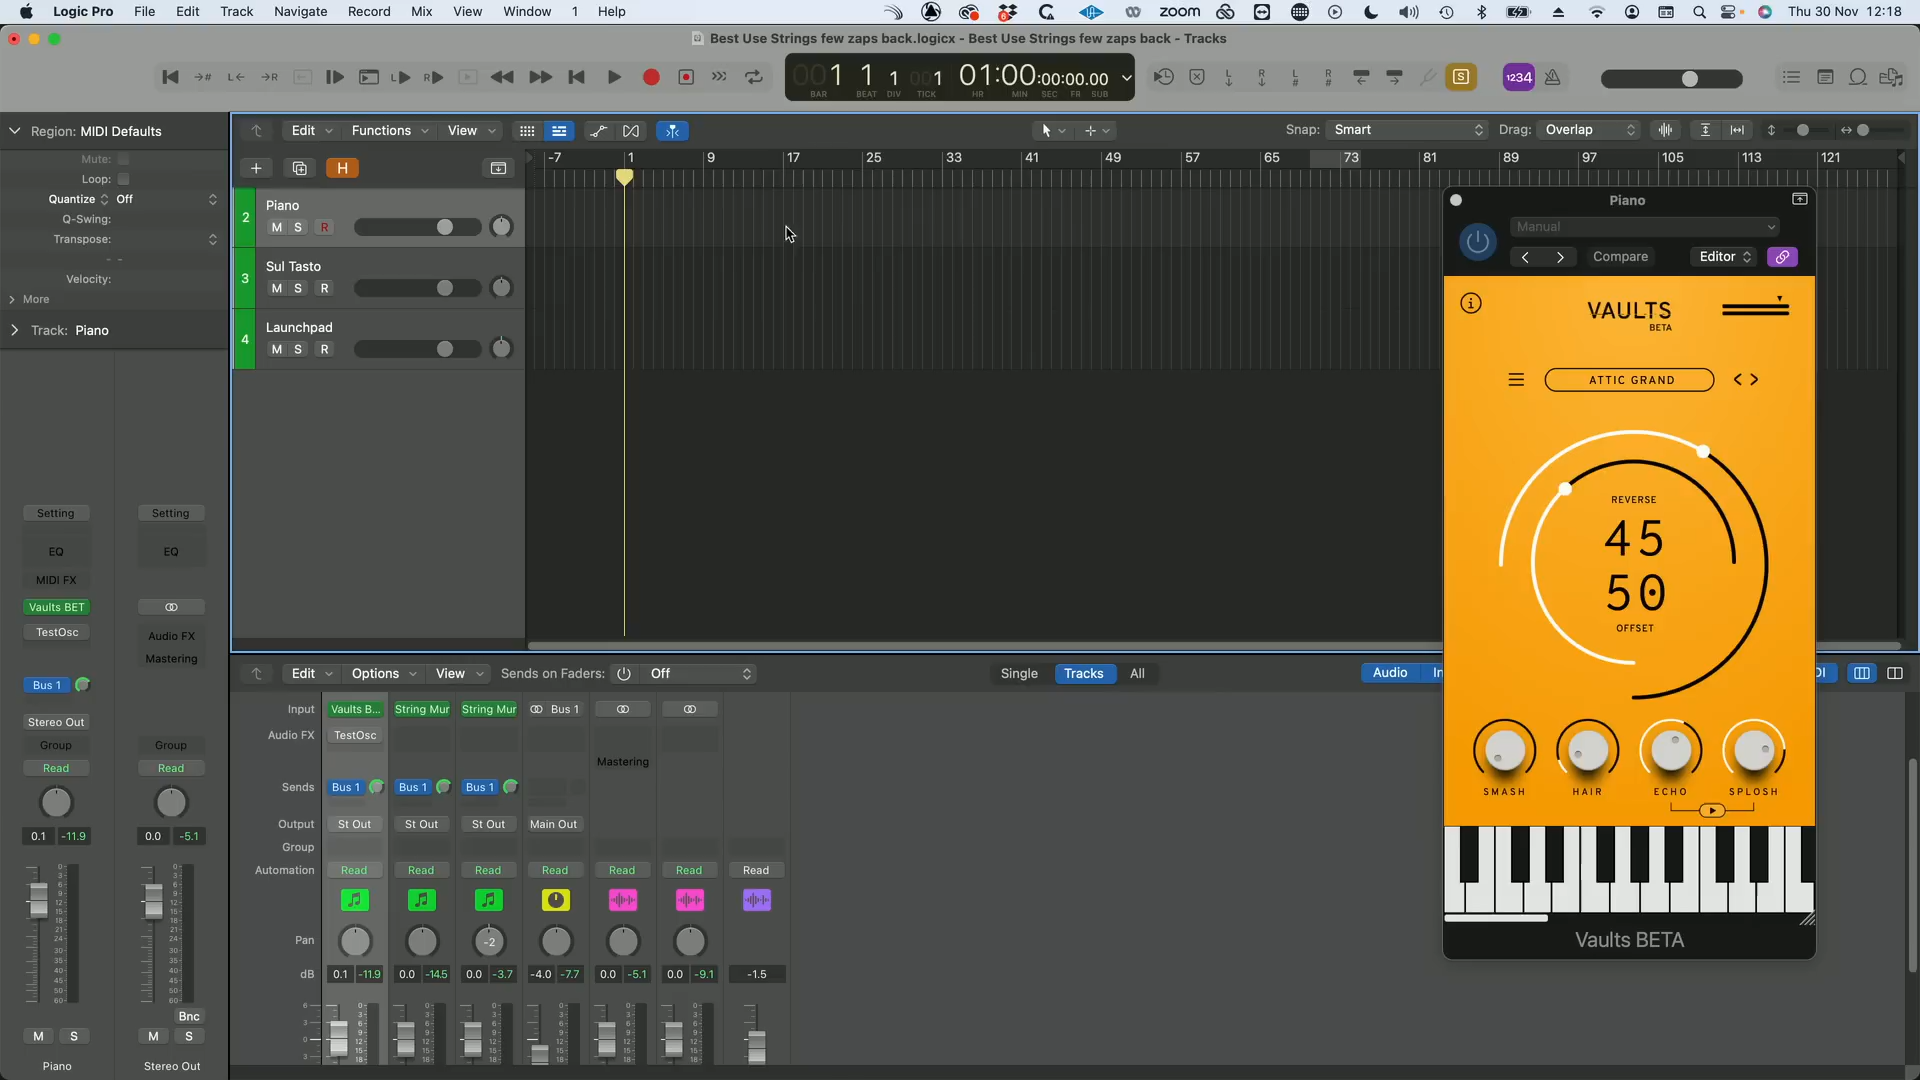 Logic Pro File Edit Track Navigate Record Mix View Window 1 Help
zoom
Thu 30 Nov 12:18
Best Use Strings few zaps back.logicx - Best Use Strings few zaps back - Tracks
001 1 1 001 01:00:00:00.00
BAR BEAT DIV TICK HR MIN SEC FR SUB
1234
S
Region: MIDI Defaults
Mute:
Loop:
Quantize Off
Q-Swing:
Transpose:
Velocity:
More
Track: Piano
Edit Functions View
Snap: Smart
Drag: Overlap
H
-7 1 9 17 25 33 41 49 57 65 73 81 89 97 105 113 121
2 Piano
M S R
3 Sul Tasto
M S R
4 Launchpad
M S R
Piano
Manual
Compare
Editor
VAULTS
BETA
ATTIC GRAND
REVERSE
45
50
OFFSET
SMASH HAIR ECHO SPLOSH
Vaults BETA
Setting Setting
EQ EQ
MIDI FX
Vaults BET
TestOsc Audio FX
Mastering
Bus 1
Stereo Out
Group Group
Read Read
0.1 -11.9 0.0 -5.1
Bnc
M S M S
Piano Stereo Out
Edit Options View Sends on Faders: Off
Single Tracks All
Audio In
DI
Input Vaults B... String Mur String Mur Bus 1
Audio FX TestOsc
Mastering
Sends Bus 1 Bus 1 Bus 1
Output St Out St Out St Out Main Out
Group
Automation Read Read Read Read Read Read Read
Pan -2
dB 0.1 -11.9 0.0 -14.5 0.0 -3.7 -4.0 -7.7 0.0 -5.1 0.0 -9.1 -1.5